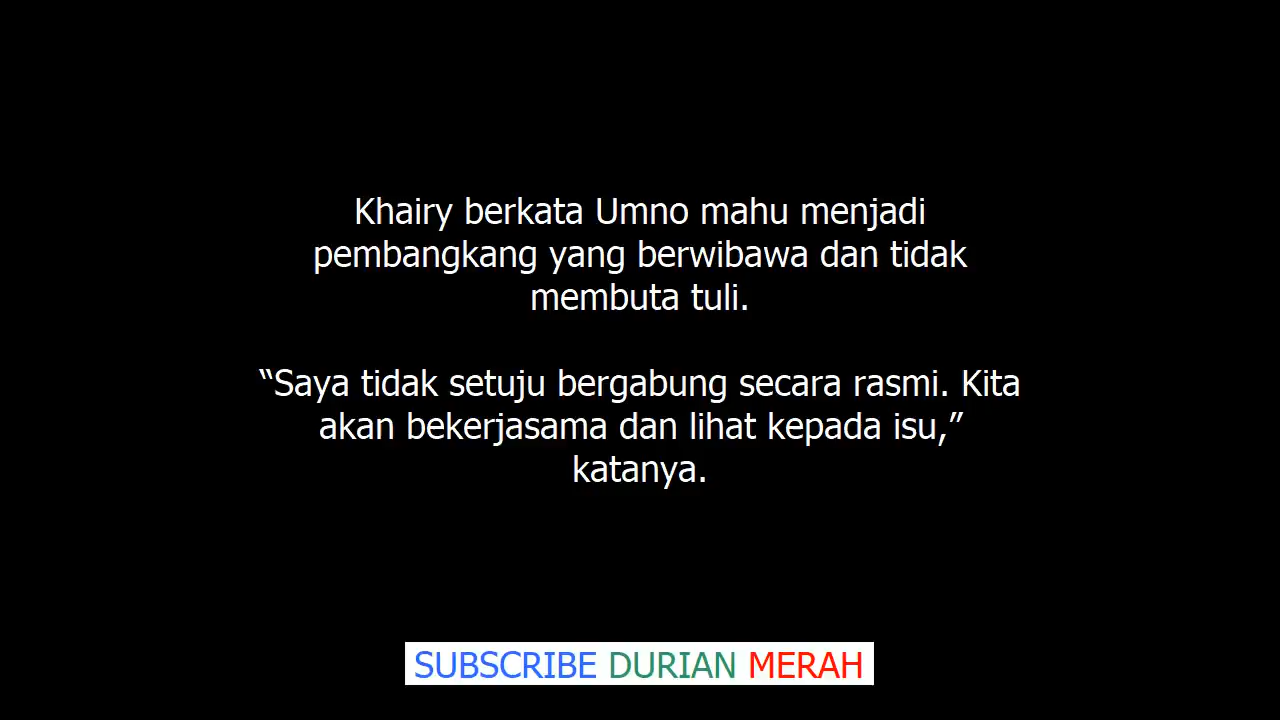 Khairy berkata Umno mahu menjadi
pembangkang yang berwibawa dan tidak
membuta tuli.
“Saya tidak setuju bergabung secara rasmi. Kita
akan bekerjasama dan lihat kepada isu,”
katanya.
SUBSCRIBE DURIAN MERAH